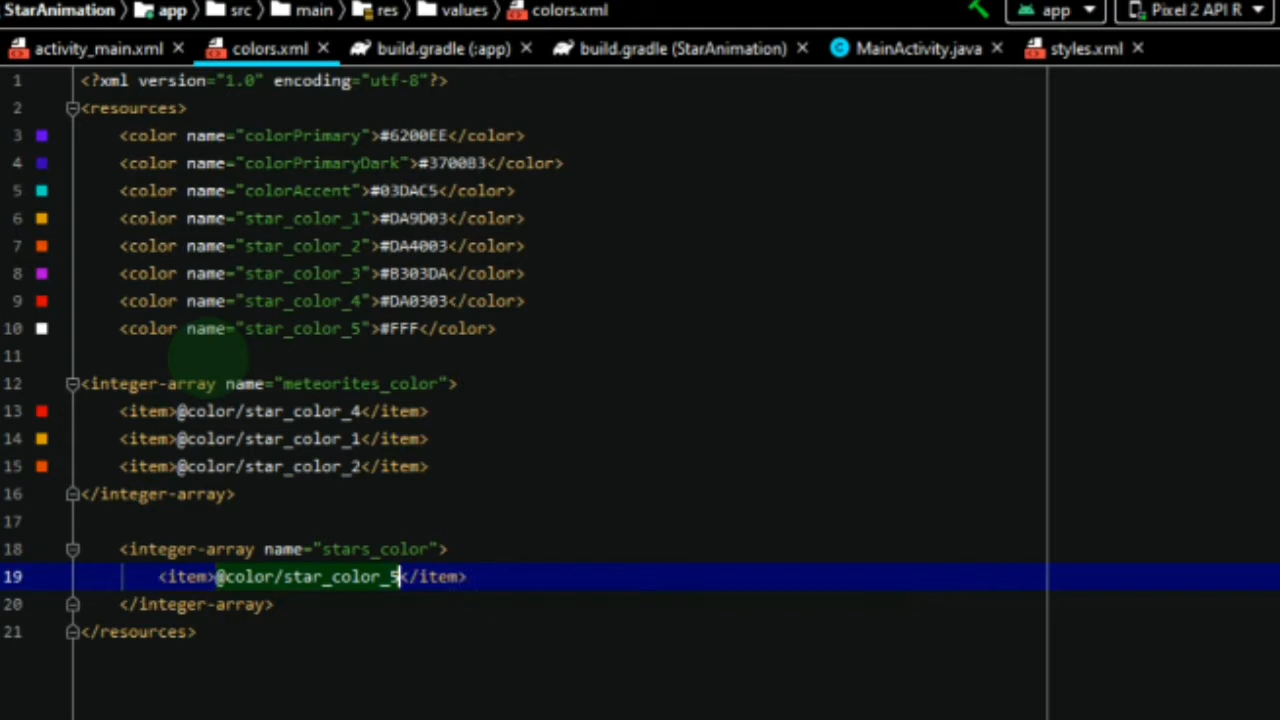 StarAnimation app src main res values colors.xml app Pixel 2 API R
activity_main.xml colors.xml build.gradle (:app) build.gradle (StarAnimation) MainActivity.java styles.xml
1 <?xml version="1.0" encoding="utf-8"?>
2 <resources>
3 <color name="colorPrimary">#6200EE</color>
4 <color name="colorPrimaryDark">#3700B3</color>
5 <color name="colorAccent">#03DAC5</color>
6 <color name="star_color_1">#DA9D03</color>
7 <color name="star_color_2">#DA4003</color>
8 <color name="star_color_3">#B303DA</color>
9 <color name="star_color_4">#DA0303</color>
10 <color name="star_color_5">#FFF</color>
11
12 <integer-array name="meteorites_color">
13 <item>@color/star_color_4</item>
14 <item>@color/star_color_1</item>
15 <item>@color/star_color_2</item>
16 </integer-array>
17
18 <integer-array name="stars_color">
19 <item>@color/star_color_5</item>
20 </integer-array>
21 </resources>